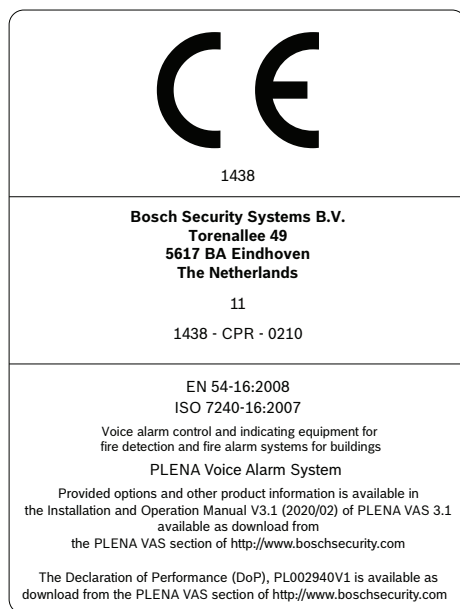 CE
1438
Bosch Security Systems B.V.
Torenallee 49
5617 BA Eindhoven
The Netherlands
11
1438 - CPR - 0210
EN 54-16:2008
ISO 7240-16:2007
Voice alarm control and indicating equipment for
fire detection and fire alarm systems for buildings
PLENA Voice Alarm System
Provided options and other product information is available in
the Installation and Operation Manual V3.1 (2020/02) of PLENA VAS 3.1
available as download from
the PLENA VAS section of http://www.boschsecurity.com
The Declaration of Performance (DoP), PL002940V1 is available as
download from the PLENA VAS section of http://www.boschsecurity.com